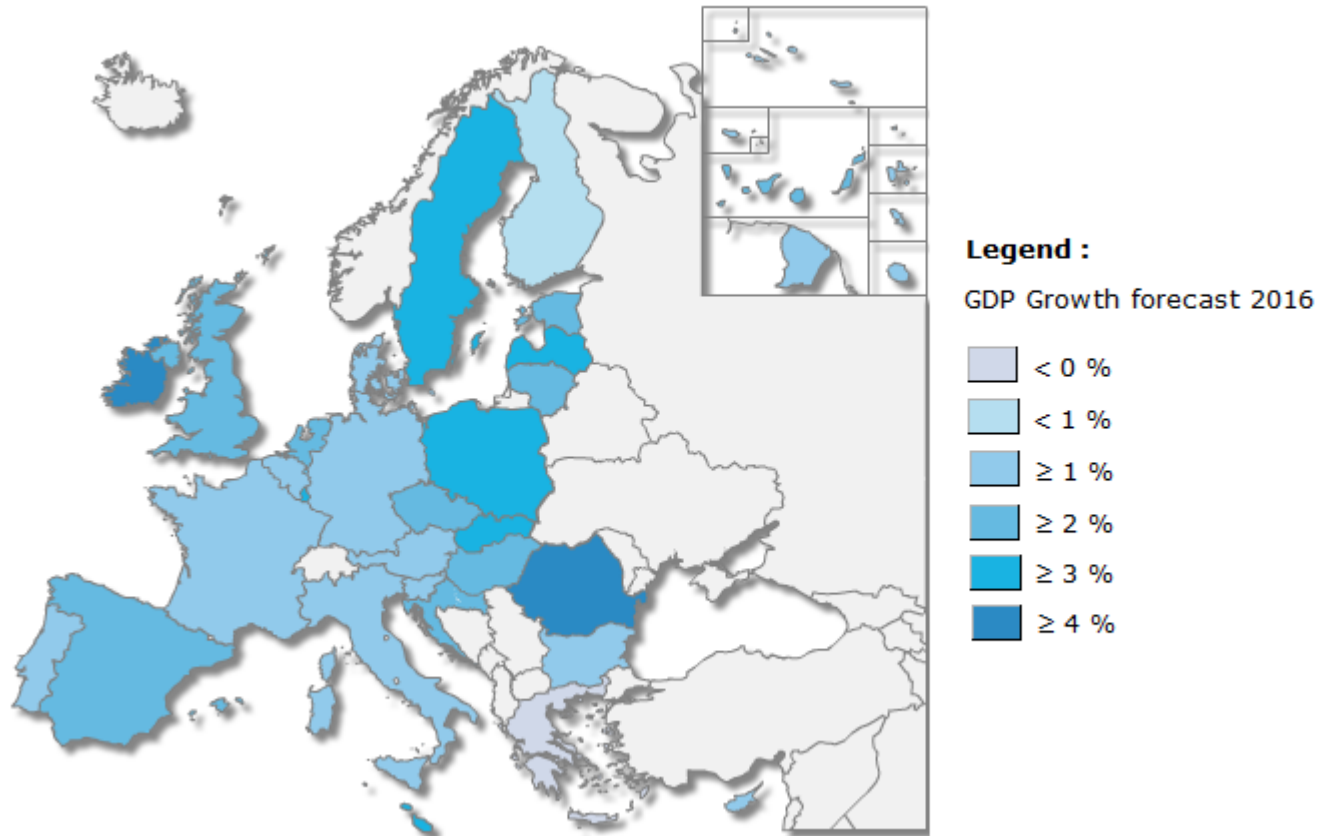 Legend :
GDP Growth forecast 2016
< 0 %
< 1 %
≥ 1 %
≥ 2 %
≥ 3 %
≥ 4 %